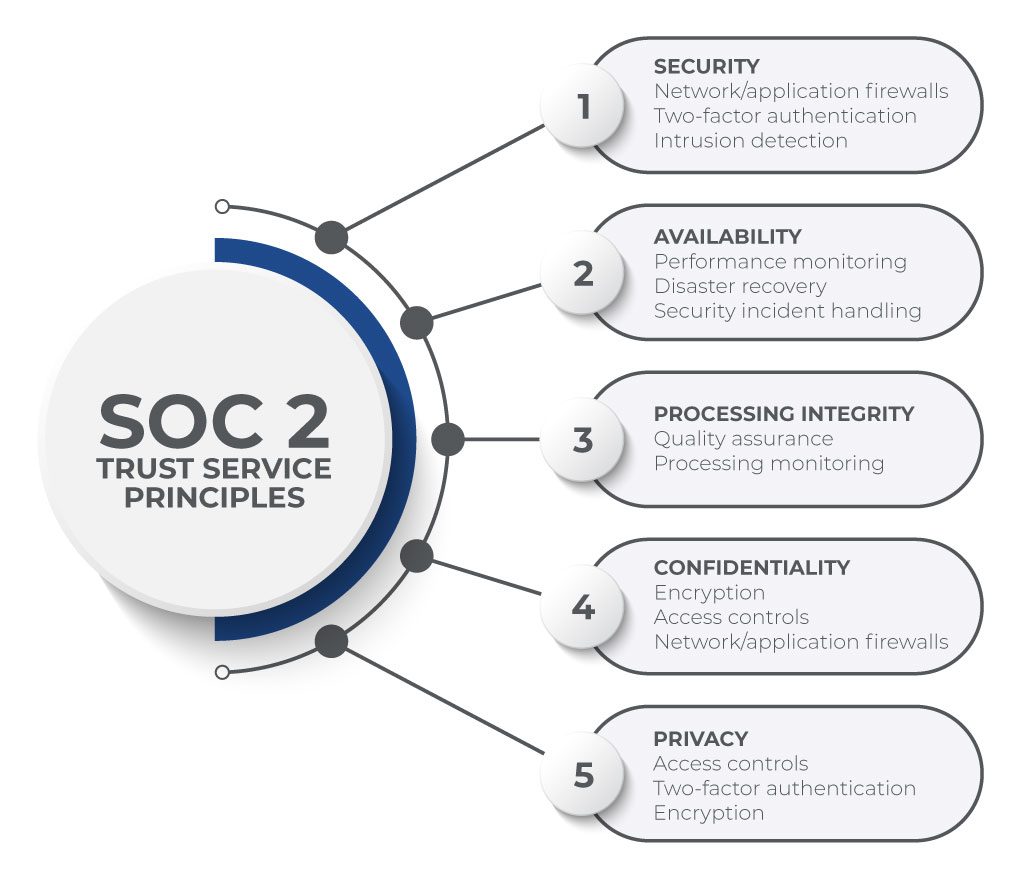 SOC 2
TRUST SERVICE
PRINCIPLES
1
SECURITY
Network/application firewalls
Two-factor authentication
Intrusion detection
2
AVAILABILITY
Performance monitoring
Disaster recovery
Security incident handling
3
PROCESSING INTEGRITY
Quality assurance
Processing monitoring
4
CONFIDENTIALITY
Encryption
Access controls
Network/application firewalls
5
PRIVACY
Access controls
Two-factor authentication
Encryption